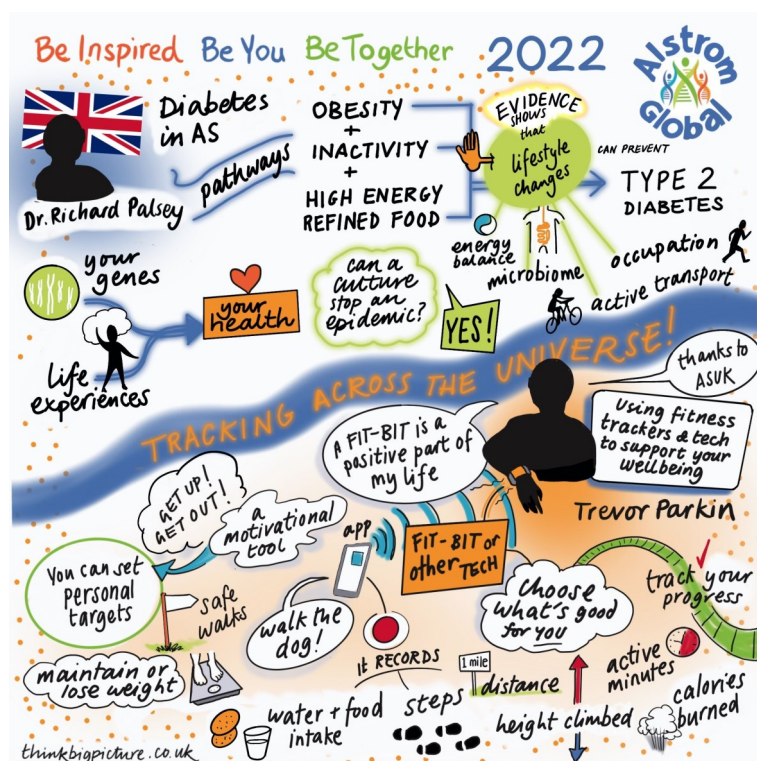 Be Inspired Be You Be Together 2022
Alstrom
Global
Diabetes
in AS
pathways
Dr. Richard Palsey
OBESITY
+
INACTIVITY
+
HIGH ENERGY
REFINED FOOD
EVIDENCE
SHOWS
that
lifestyle
changes
CAN PREVENT
TYPE 2
DIABETES
energy
balance
microbiome
occupation
active transport
your
genes
life
experiences
your
health
can a
culture
stop an
epidemic?
YES!
TRACKING ACROSS THE UNIVERSE!
thanks to
ASUK
A FIT-BIT is a
positive part of
my life
Using fitness
trackers & tech
to support your
wellbeing
Trevor Parkin
GET UP!
GET OUT!
a
motivational
tool
You can set
personal
targets
safe
walks
app
FIT-BIT or
other TECH
walk the
dog!
Choose
what's good
for you
track your
progress
maintain or
lose weight
it RECORDS
water + food
intake
steps
1 mile
distance
height climbed
active
minutes
calories
burned
thinkbigpicture.co.uk